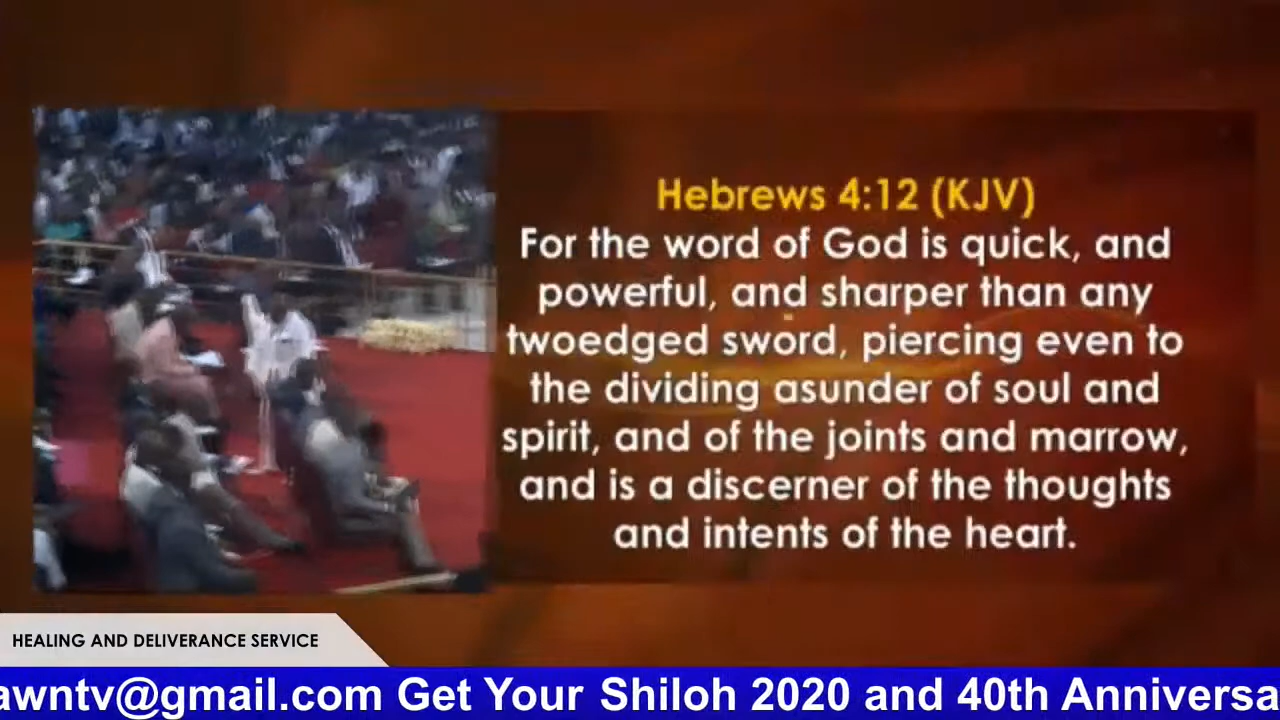 Hebrews 4:12 (KJV)
For the word of God is quick, and
powerful, and sharper than any
twoedged sword, piercing even to
the dividing asunder of soul and
spirit, and of the joints and marrow,
and is a discerner of the thoughts
and intents of the heart.
HEALING AND DELIVERANCE SERVICE
awntv@gmail.com Get Your Shiloh 2020 and 40th Anniversa